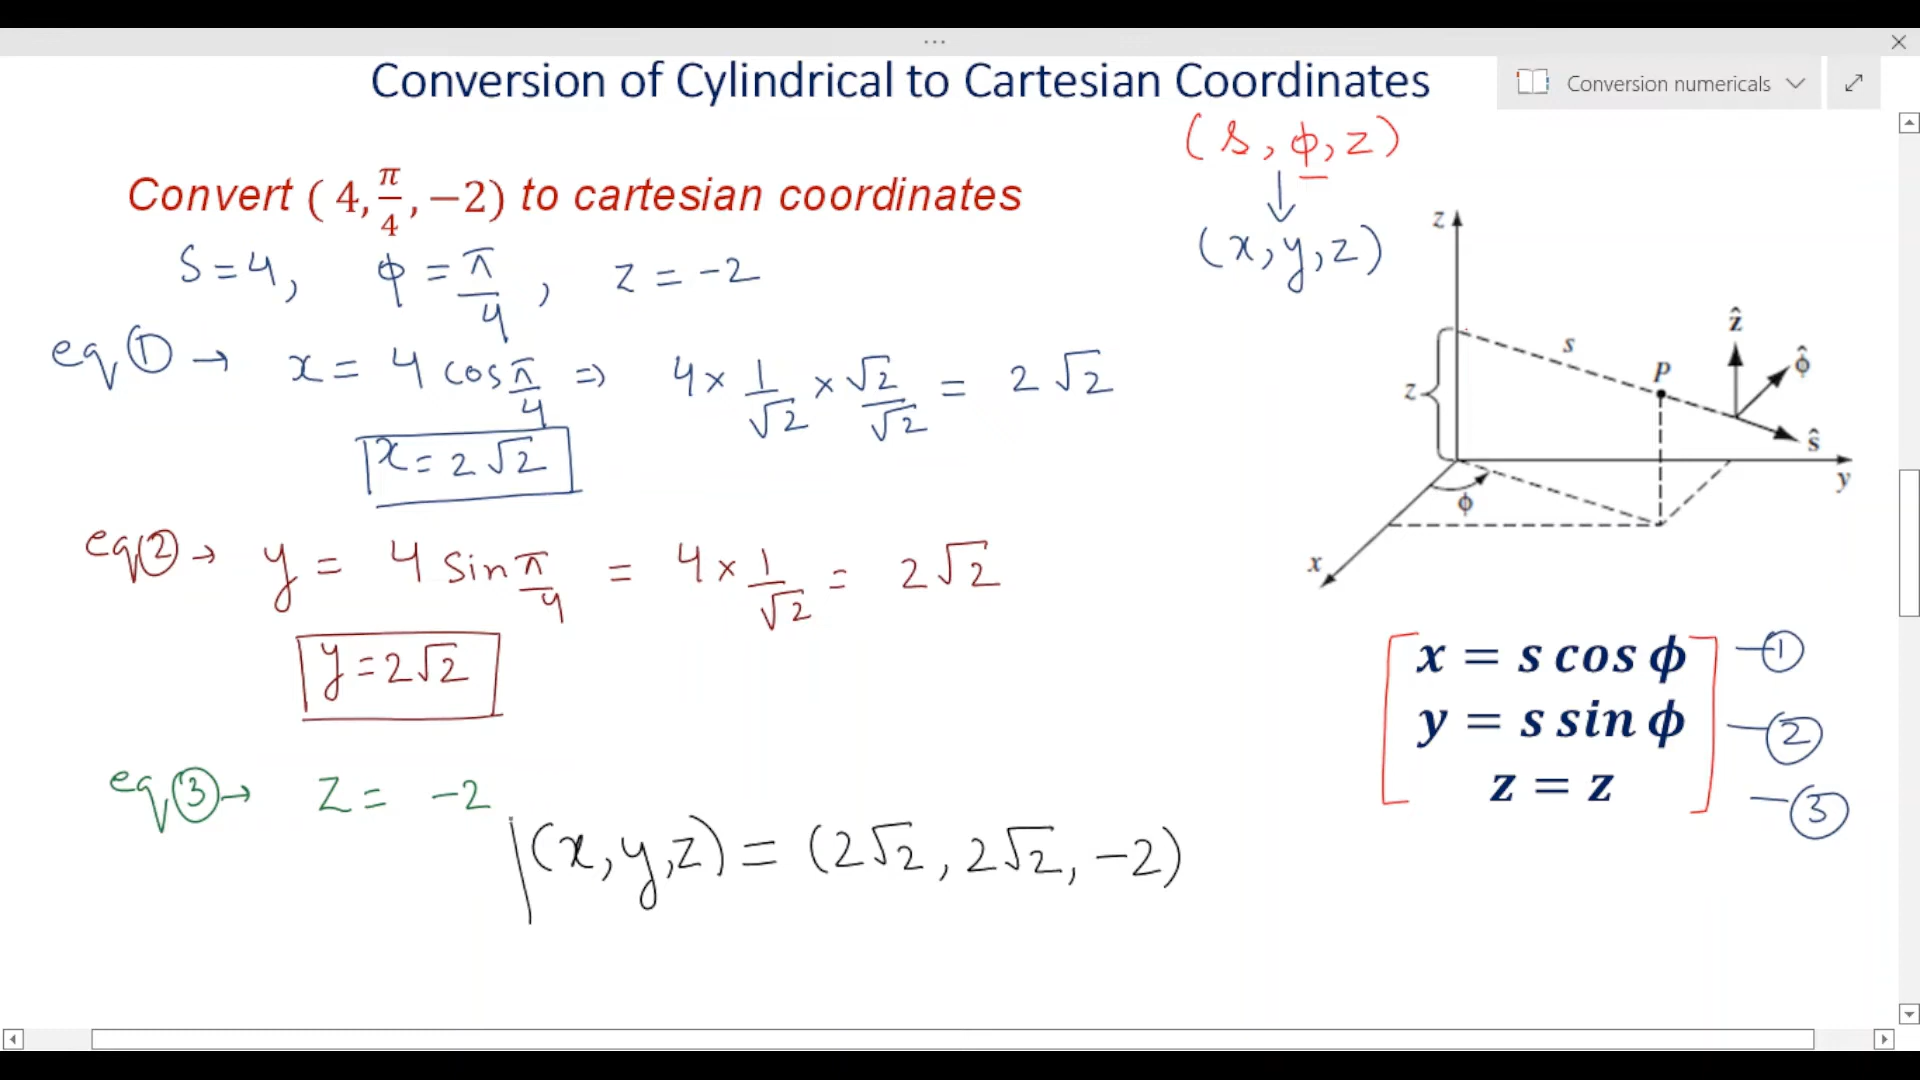 Conversion of Cylindrical to Cartesian Coordinates
Conversion numericals
(s, ϕ, z)
Convert ( 4, π/4 , −2) to cartesian coordinates
(x, y, z)
S = 4, ϕ = π/4 , z = -2
eq ① → x = 4 cos π/4 ⇒ 4 × 1/√2 × √2/√2 = 2√2
x = 2√2
eq ② → y = 4 sin π/4 = 4 × 1/√2 = 2√2
y = 2√2
eq ③ → z = -2
(x, y, z) = (2√2, 2√2, -2)
z
ẑ
s
P
ϕ̂
z
ŝ
y
ϕ
x
x = s cos ϕ — ①
y = s sin ϕ — ②
z = z — ③